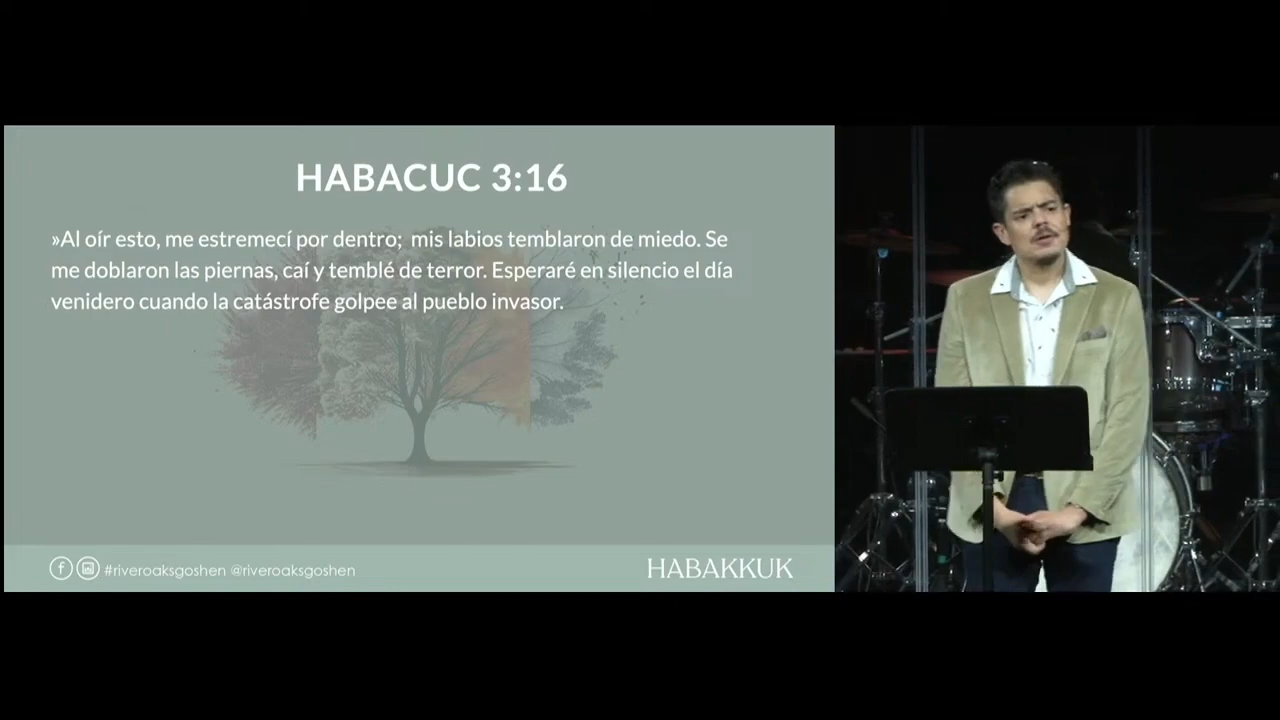 HABACUC 3:16
»Al oír esto, me estremecí por dentro; mis labios temblaron de miedo. Se
me doblaron las piernas, caí y temblé de terror. Esperaré en silencio el día
venidero cuando la catástrofe golpee al pueblo invasor.
#riveroaksgoshen @riveroaksgoshen
HABAKKUK